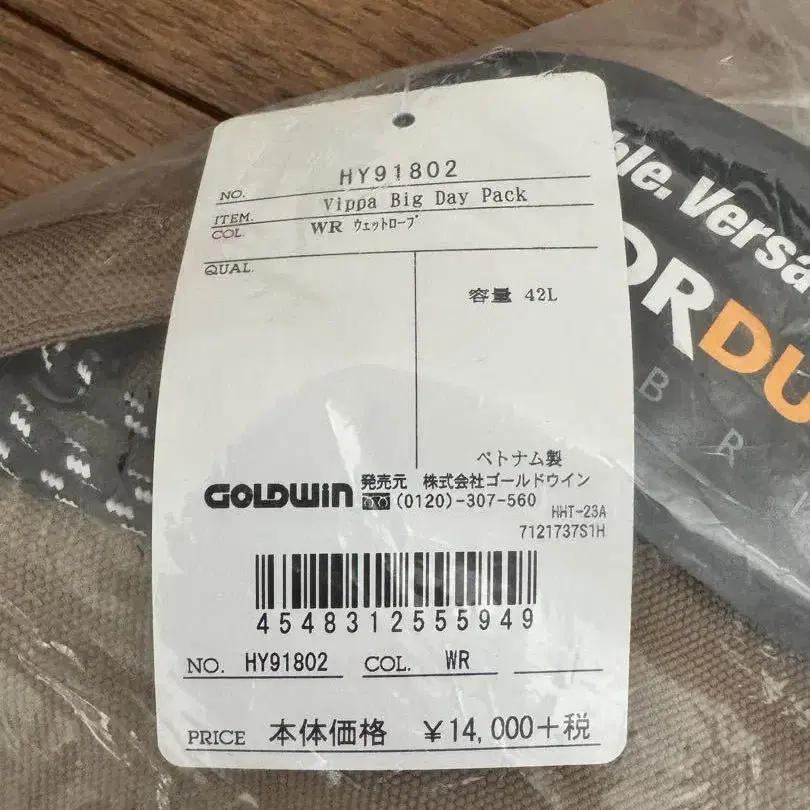 NO. HY91802
ITEM. Vippa Big Day Pack
COL. WR ウェットロープ
QUAL.
容量 42L
ベトナム製
GOLDWIN 発売元 株式会社ゴールドウイン
(0120)-307-560
HHT-23A
7121737S1H
4548312555949
NO. HY91802 COL. WR
PRICE 本体価格 ¥14,000+税
ble. Versa
ORDU
B R